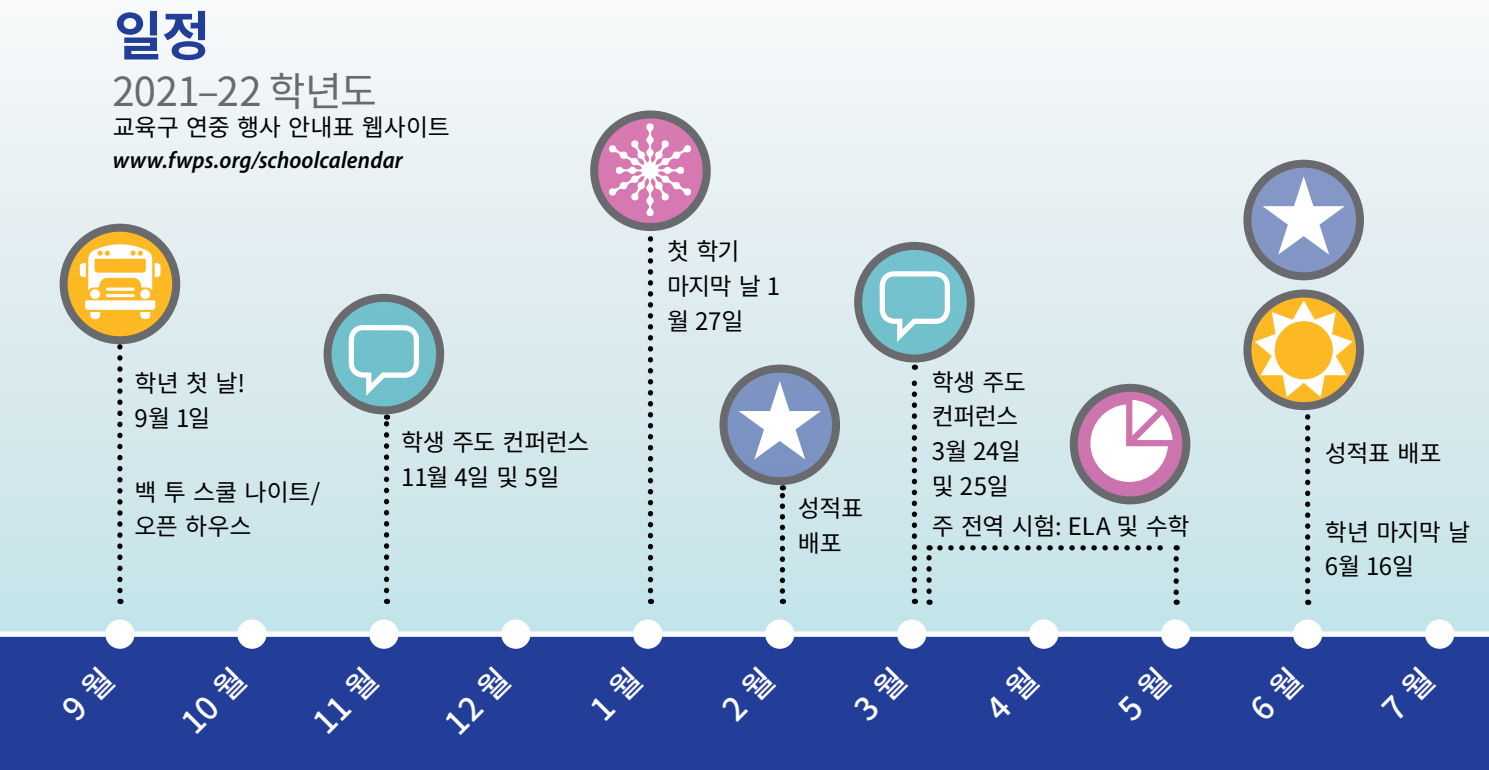 일정
2021–22 학년도
교육구 연중 행사 안내표 웹사이트
www.fwps.org/schoolcalendar
학년 첫 날!
9월 1일
백 투 스쿨 나이트/
오픈 하우스
학생 주도 컨퍼런스
11월 4일 및 5일
첫 학기
마지막 날 1
월 27일
성적표
배포
학생 주도
컨퍼런스
3월 24일
및 25일
주 전역 시험: ELA 및 수학
성적표 배포
학년 마지막 날
6월 16일
9 월
10 월
11 월
12 월
1 월
2 월
3 월
4 월
5 월
6 월
7 월